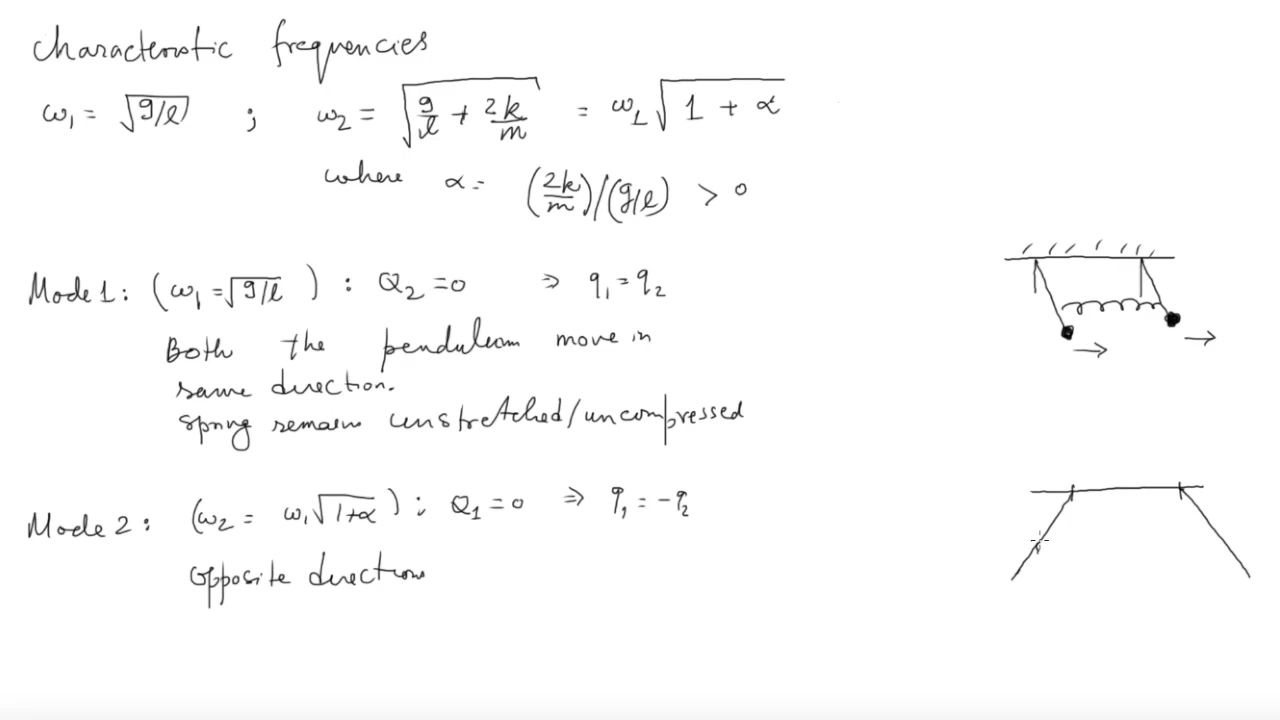 characteristic frequencies
ω₁ = √g/l ; ω₂ = √(g/l + 2k/m) = ω₁ √(1 + α)
where α = (2k/m)/(g/l) > 0
Mode 1: (ω₁ = √g/l) : Q₂ = 0 ⇒ q₁ = q₂
Both the pendulum move in
same direction.
spring remains unstretched/uncompressed
Mode 2: (ω₂ = ω₁√1+α) : Q₁ = 0 ⇒ q₁ = -q₂
opposite directions